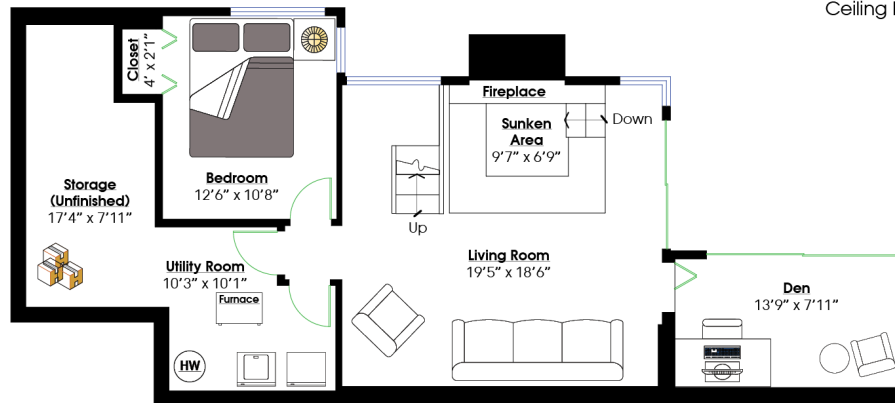 Ceiling
Closet
4' x 2'1"
Fireplace
Sunken
Area
9'7" x 6'9"
Down
Bedroom
12'6" x 10'8"
Storage
(Unfinished)
17'4" x 7'11"
Up
Living Room
19'5" x 18'6"
Utility Room
10'3" x 10'1"
Furnace
Den
13'9" x 7'11"
HW